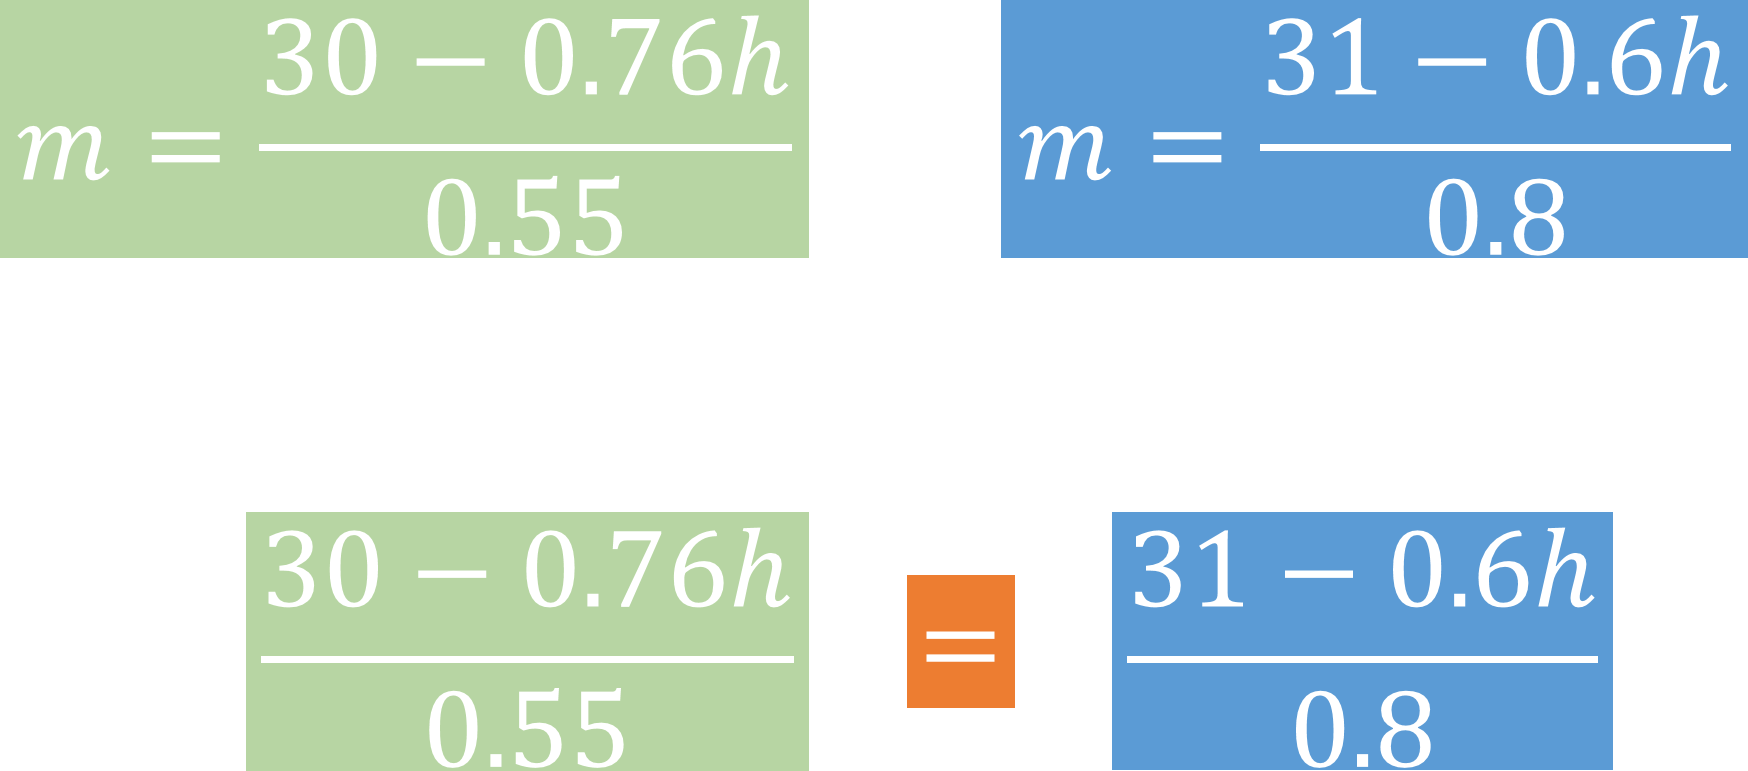 m = (30 − 0.76h)/0.55
m = (31 − 0.6h)/0.8
(30 − 0.76h)/0.55 = (31 − 0.6h)/0.8